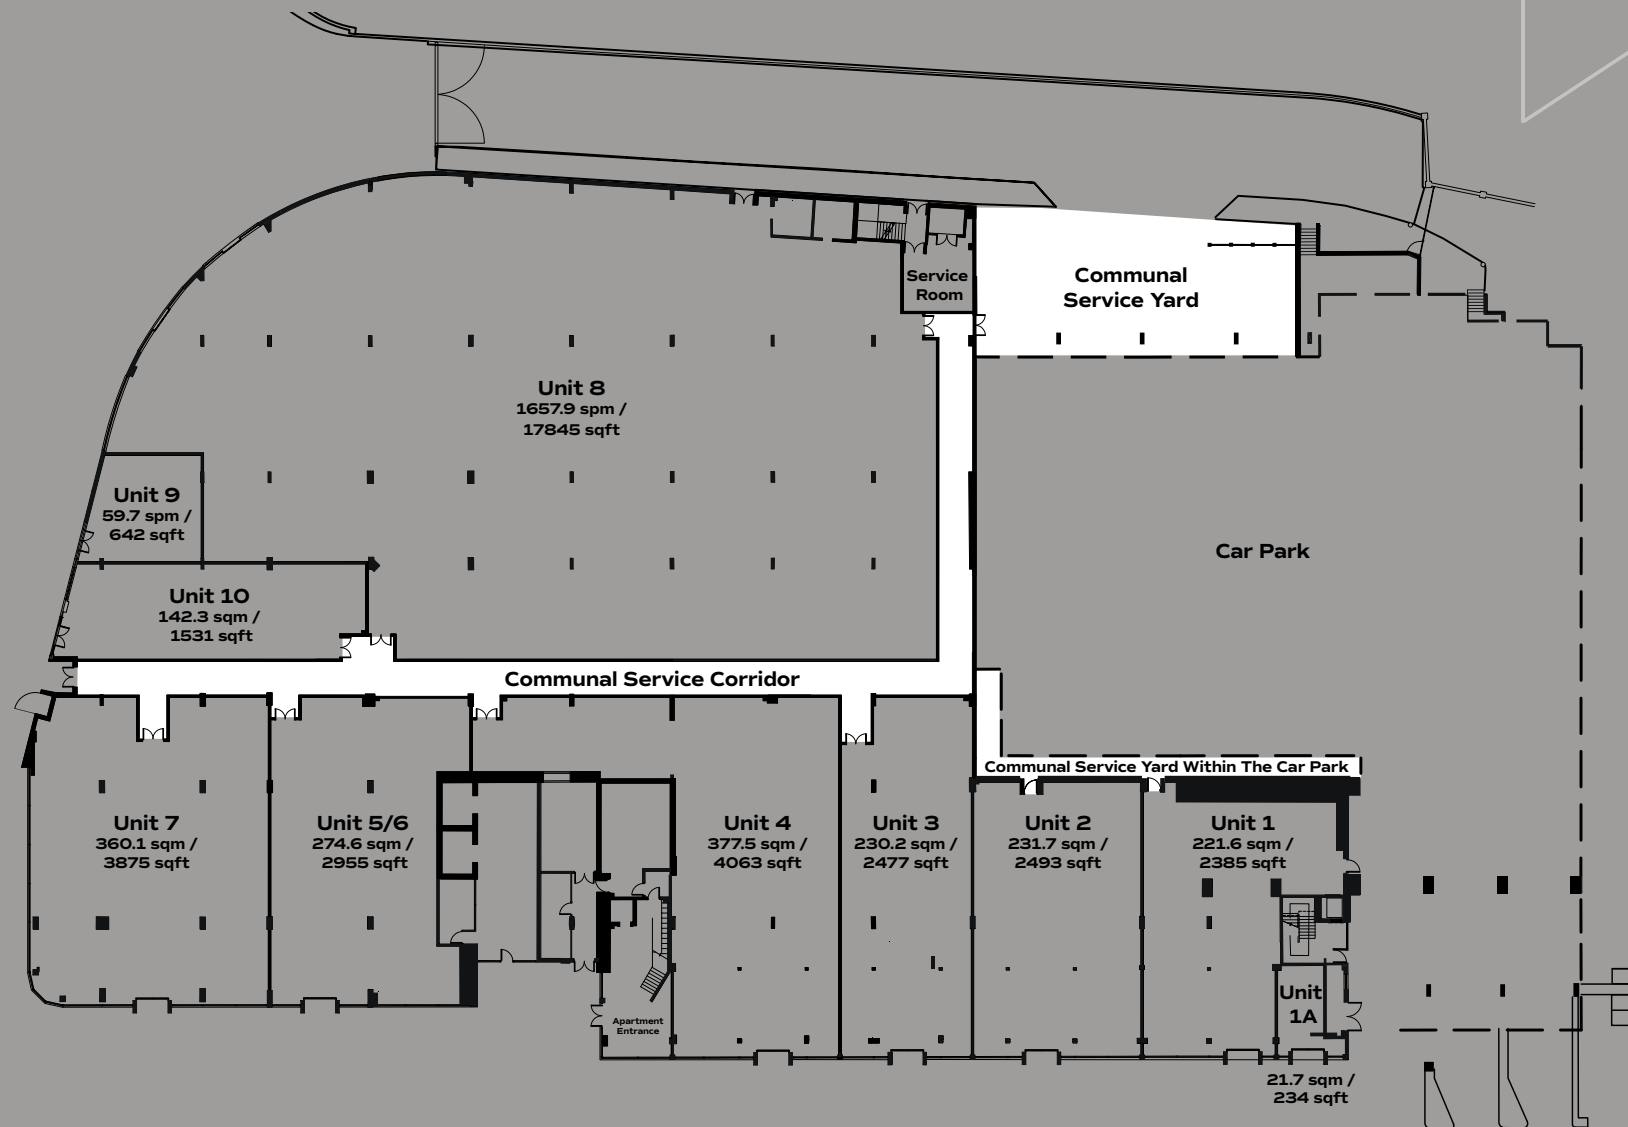 Service
Room
Communal
Service Yard
Unit 8
1657.9 spm /
17845 sqft
Unit 9
59.7 spm /
642 sqft
Car Park
Unit 10
142.3 sqm /
1531 sqft
Communal Service Corridor
Communal Service Yard Within The Car Park
Unit 7
360.1 sqm /
3875 sqft
Unit 5/6
274.6 sqm /
2955 sqft
Unit 4
377.5 sqm /
4063 sqft
Unit 3
230.2 sqm /
2477 sqft
Unit 2
231.7 sqm /
2493 sqft
Unit 1
221.6 sqm /
2385 sqft
Apartment
Entrance
Unit
1A
21.7 sqm /
234 sqft